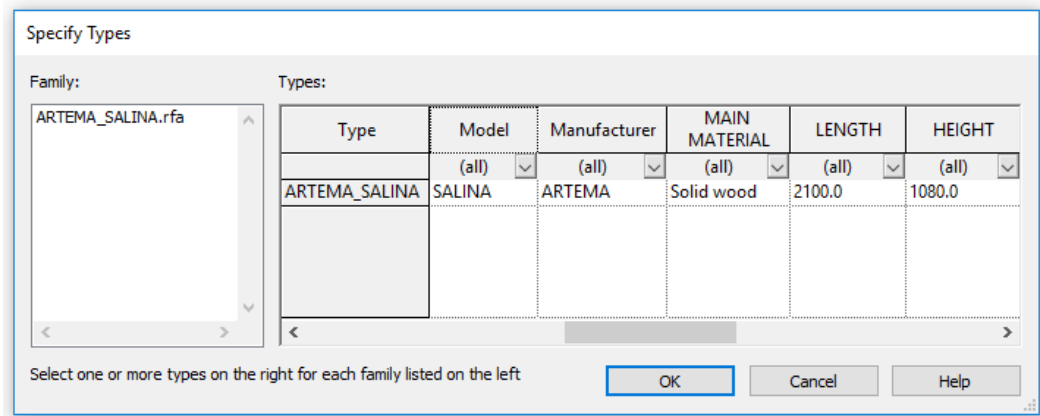 Specify Types
Family:
Types:
ARTEMA_SALINA.rfa
Type Model Manufacturer MAIN MATERIAL LENGTH HEIGHT
(all) (all) (all) (all) (all)
ARTEMA_SALINA SALINA ARTEMA Solid wood 2100.0 1080.0
Select one or more types on the right for each family listed on the left
OK Cancel Help